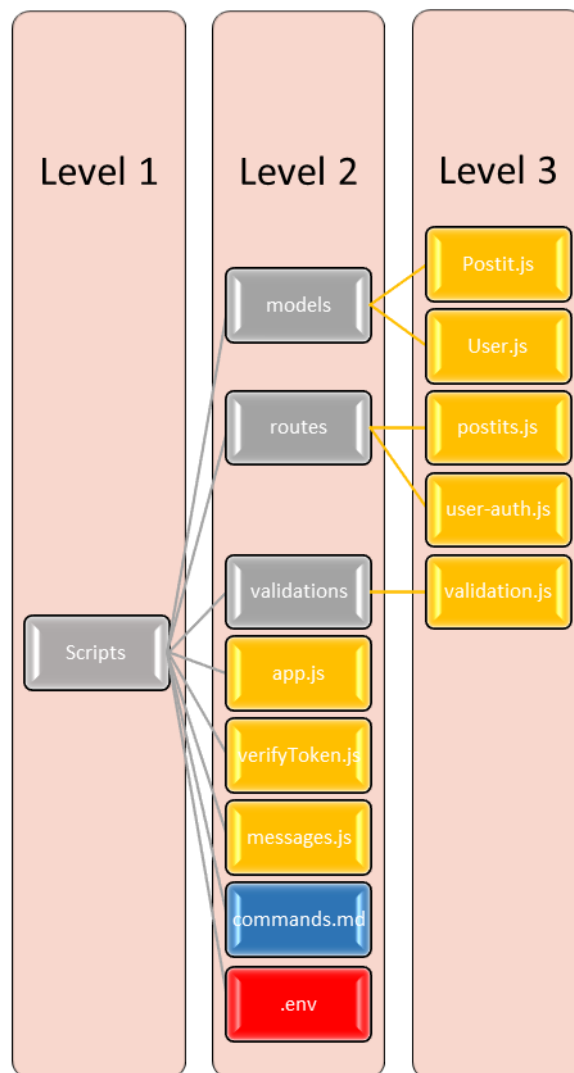 Level 1
Level 2
Level 3
Scripts
models
routes
validations
app.js
verifyToken.js
messages.js
commands.md
.env
Postit.js
User.js
postits.js
user-auth.js
validation.js